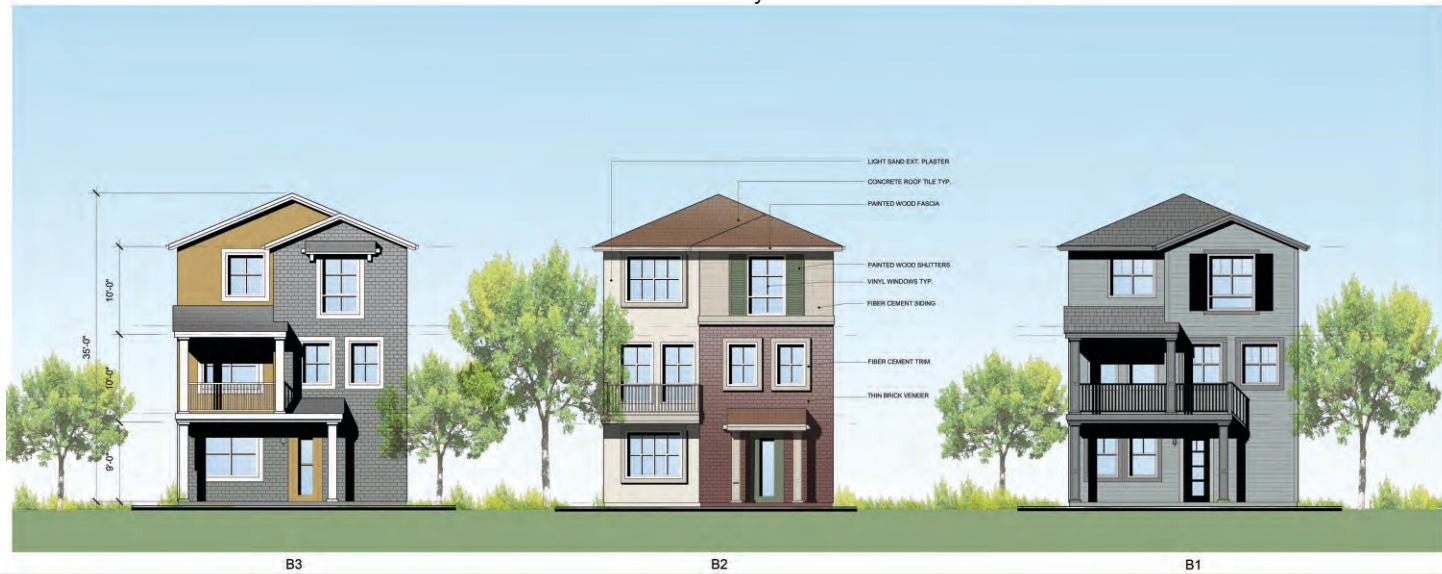 LIGHT SAND EXT. PLASTER
CONCRETE ROOF TILE TYP.
PAINTED WOOD FASCIA
PAINTED WOOD SHUTTERS
VINYL WINDOWS TYP.
FIBER CEMENT SIDING
FIBER CEMENT TRIM
THIN BRICK VENEER
35'-0"
10'-0"
10'-0"
9'-0"
B3
B2
B1